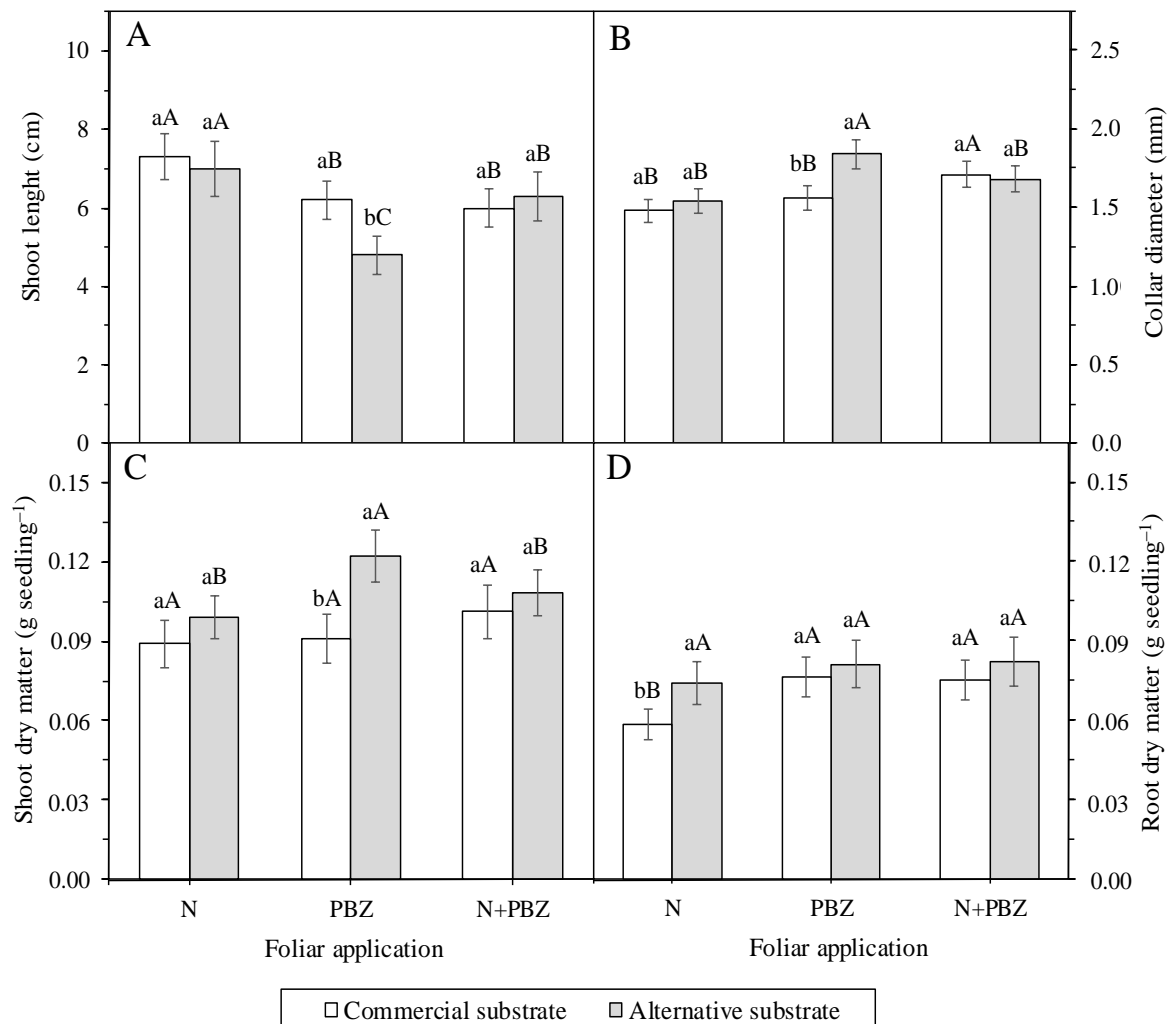 A
B
10
8
6
4
2
0
Shoot lenght (cm)
aA aA
aB bC
aB aB
aB aB
bB aA
aA aB
2.5
2.0
1.5
1.0
0.5
0.0
Collar diameter (mm)
C
D
0.15
0.12
0.09
0.06
0.03
0.00
Shoot dry matter (g seedling⁻¹)
aA aB
bA aA
aA aB
bB aA
aA aA
aA aA
0.15
0.12
0.09
0.06
0.03
0.00
Root dry matter (g seedling⁻¹)
N PBZ N+PBZ
N PBZ N+PBZ
Foliar application
Foliar application
Commercial substrate Alternative substrate